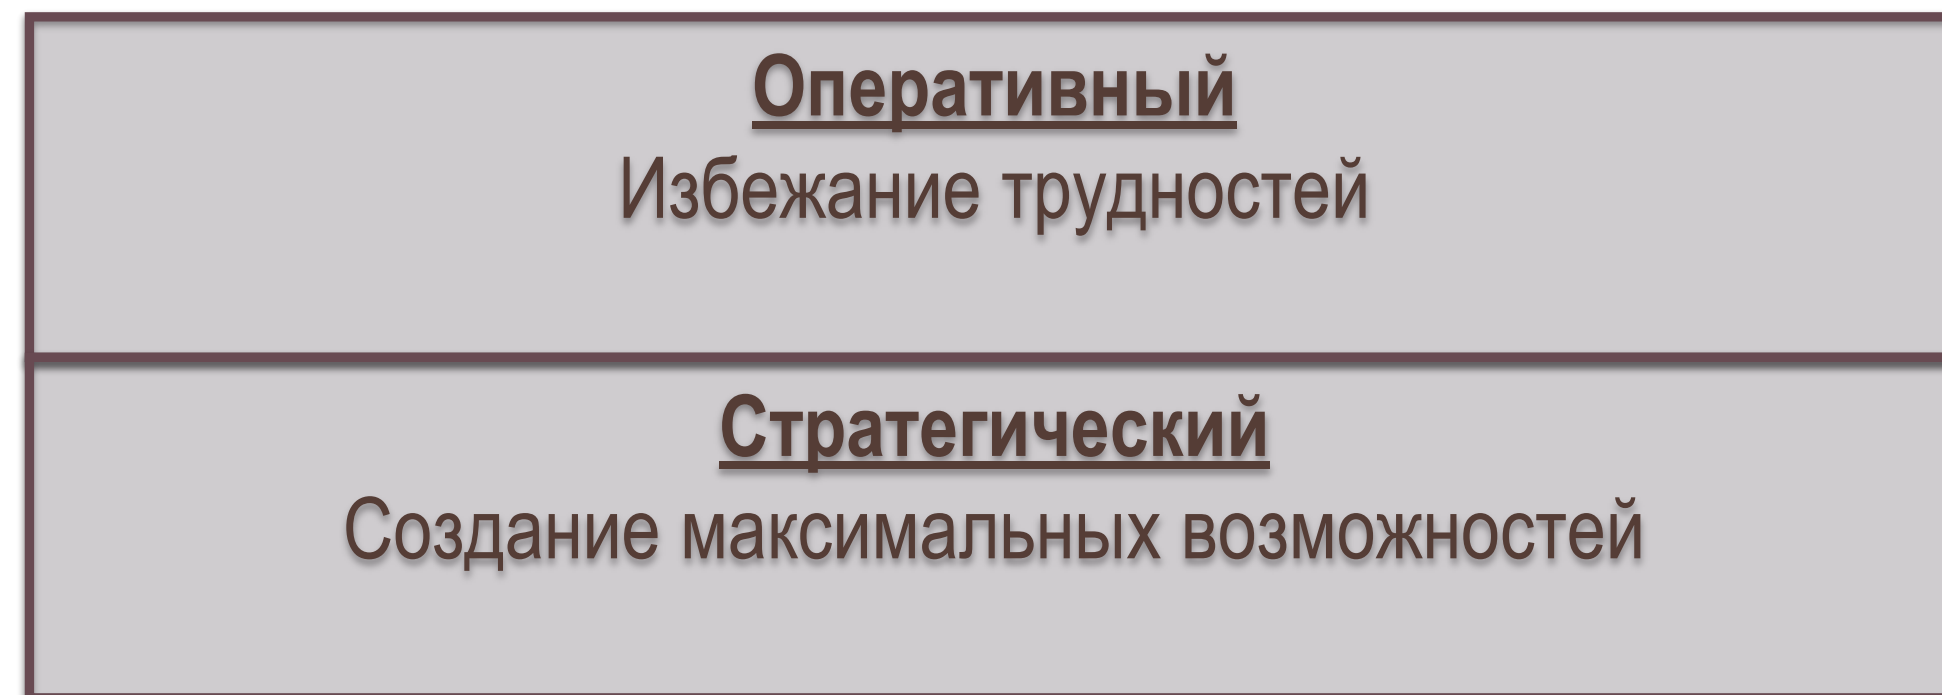 Оперативный
Избежание трудностей
Стратегический
Создание максимальных возможностей